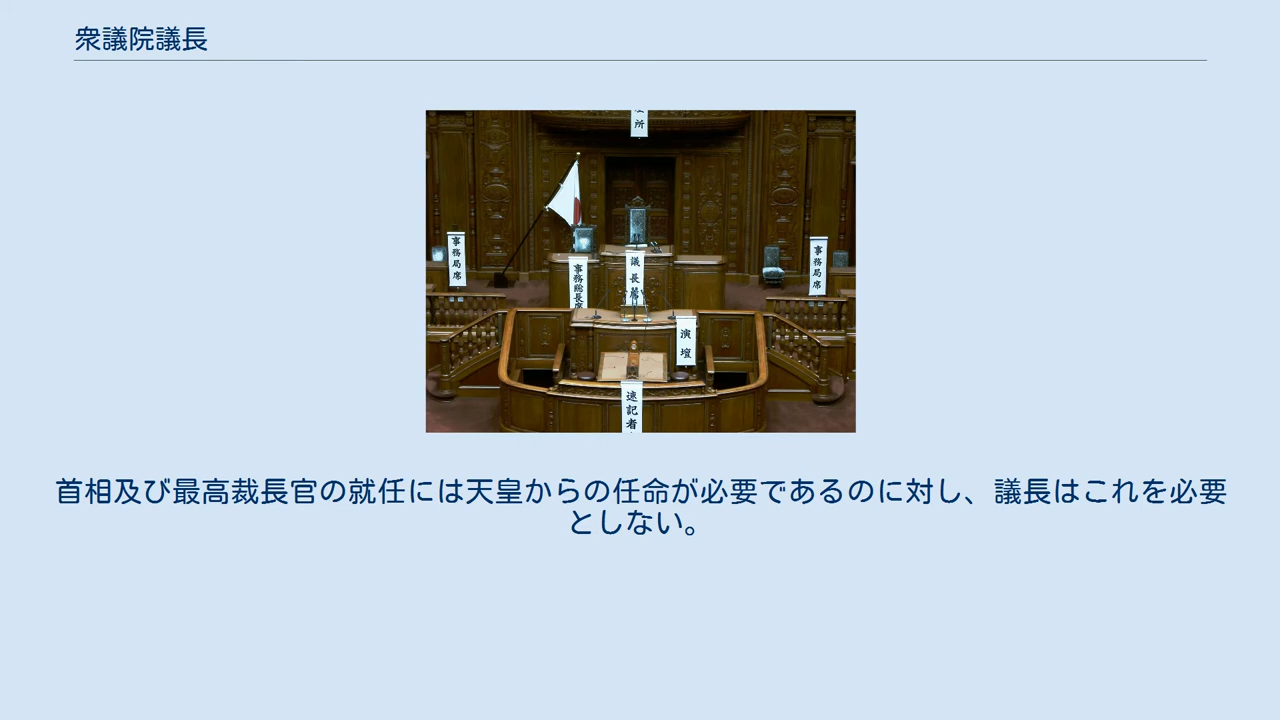 衆議院議長
所
事務局席
事務総長席
議長席
事務局席
演壇
速記者
首相及び最高裁長官の就任には天皇からの任命が必要であるのに対し、議長はこれを必要
としない。